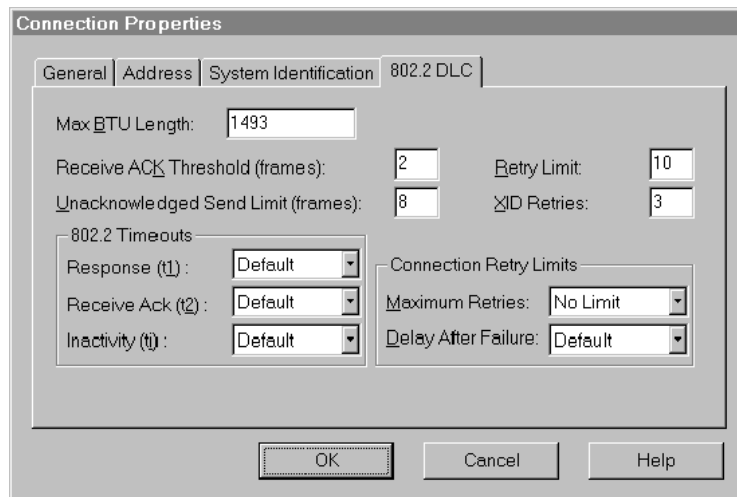 Connection Properties
General Address System Identification 802.2 DLC
Max BTU Length: 1493
Receive ACK Threshold (frames): 2 Retry Limit: 10
Unacknowledged Send Limit (frames): 8 XID Retries: 3
802.2 Timeouts
Response (t1) : Default
Receive Ack (t2) : Default
Inactivity (ti) : Default
Connection Retry Limits
Maximum Retries: No Limit
Delay After Failure: Default
OK Cancel Help